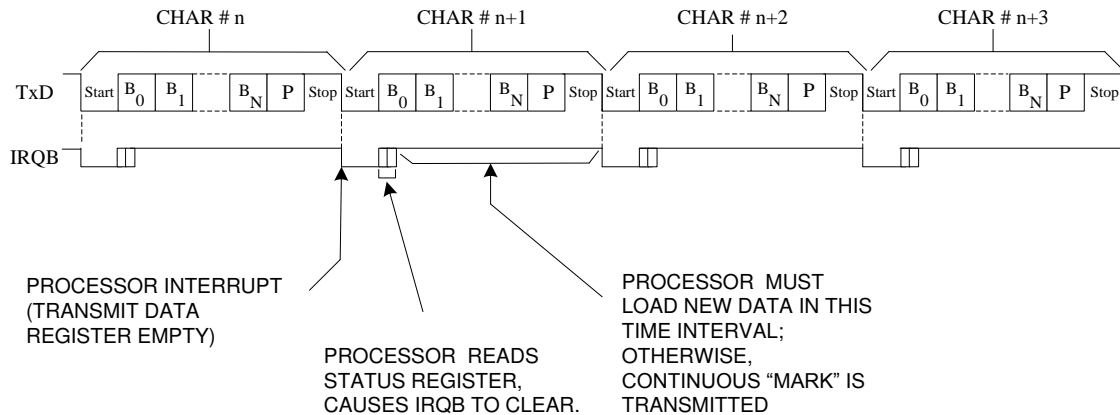 CHAR # n CHAR # n+1 CHAR # n+2 CHAR # n+3
TxD Start B0 B1 BN P Stop Start B0 B1 BN P Stop Start B0 B1 BN P Stop Start B0 B1 BN P Stop
IRQB
PROCESSOR INTERRUPT
(TRANSMIT DATA
REGISTER EMPTY)
PROCESSOR READS
STATUS REGISTER,
CAUSES IRQB TO CLEAR.
PROCESSOR MUST
LOAD NEW DATA IN THIS
TIME INTERVAL;
OTHERWISE,
CONTINUOUS “MARK” IS
TRANSMITTED